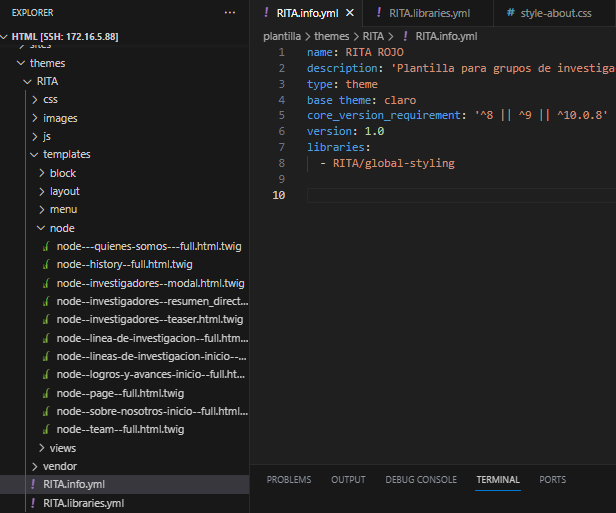 EXPLORER
HTML [SSH: 172.16.5.88]
sites
themes
RITA
css
images
js
templates
block
layout
menu
node
node---quienes-somos---full.html.twig
node--history--full.html.twig
node--investigadores--modal.html.twig
node--investigadores--resumen_direct...
node--investigadores--teaser.html.twig
node--linea-de-investigacion--full.htm...
node--lineas-de-investigacion-inicio--...
node--logros-y-avances-inicio--full.ht...
node--page--full.html.twig
node--sobre-nosotros-inicio--full.html...
node--team--full.html.twig
views
vendor
! RITA.info.yml
! RITA.libraries.yml
! RITA.info.yml ×
! RITA.libraries.yml
# style-about.css
plantilla > themes > RITA > ! RITA.info.yml
1 name: RITA ROJO
2 description: 'Plantilla para grupos de investiga
3 type: theme
4 base theme: claro
5 core_version_requirement: '^8 || ^9 || ^10.0.8'
6 version: 1.0
7 libraries:
8 - RITA/global-styling
9
10
PROBLEMS OUTPUT DEBUG CONSOLE TERMINAL PORTS